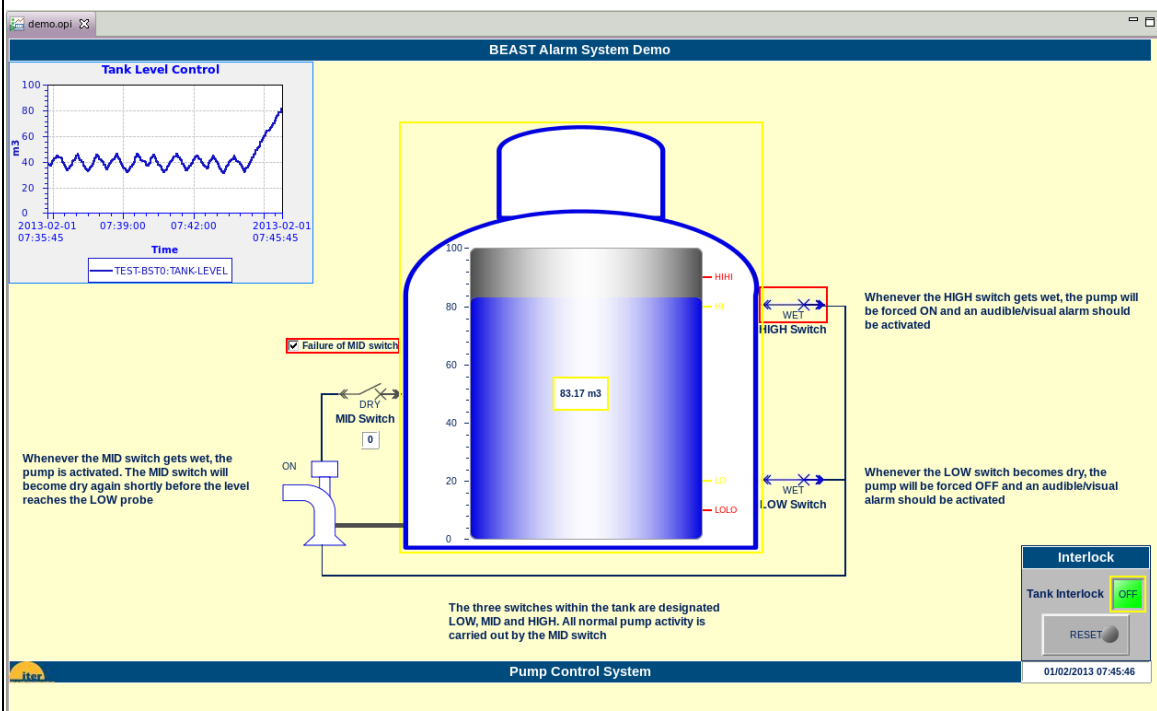 demo.opi
BEAST Alarm System Demo
Tank Level Control
100
80
60
40
20
0
m3
2013-02-01
07:35:45
07:39:00
07:42:00
2013-02-01
07:45:45
Time
TEST-BST0:TANK-LEVEL
100
80
60
40
20
0
HIHI
HI
LO
LOLO
83.17 m3
WET
HIGH Switch
Whenever the HIGH switch gets wet, the pump will
be forced ON and an audible/visual alarm should
be activated
Failure of MID switch
DRY
MID Switch
0
Whenever the MID switch gets wet, the
pump is activated. The MID switch will
become dry again shortly before the level
reaches the LOW probe
ON
WET
LOW Switch
Whenever the LOW switch becomes dry, the
pump will be forced OFF and an audible/visual
alarm should be activated
The three switches within the tank are designated
LOW, MID and HIGH. All normal pump activity is
carried out by the MID switch
Interlock
Tank Interlock
OFF
RESET
iter
Pump Control System
01/02/2013 07:45:46